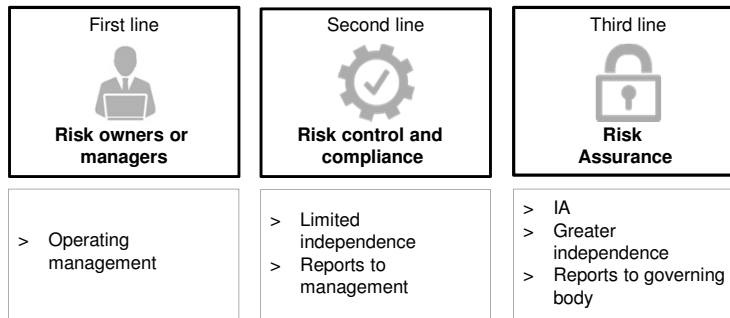 First line
Risk owners or
managers
Second line
Risk control and
compliance
Third line
Risk
Assurance
> Operating
management
> Limited
independence
> Reports to
management
> IA
> Greater
independence
> Reports to governing
body